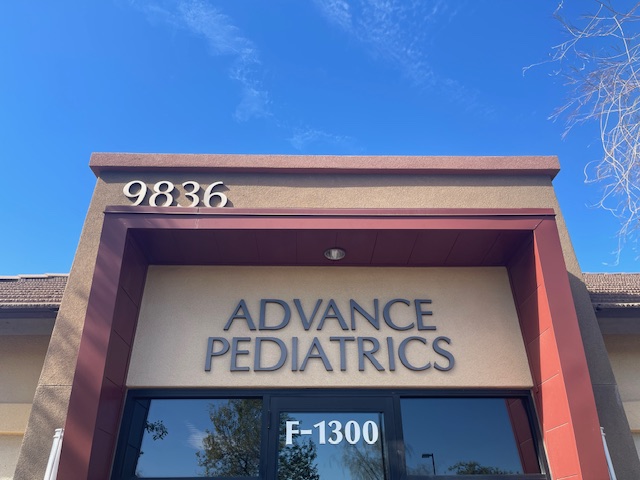 9836
ADVANCE
PEDIATRICS
F-1300